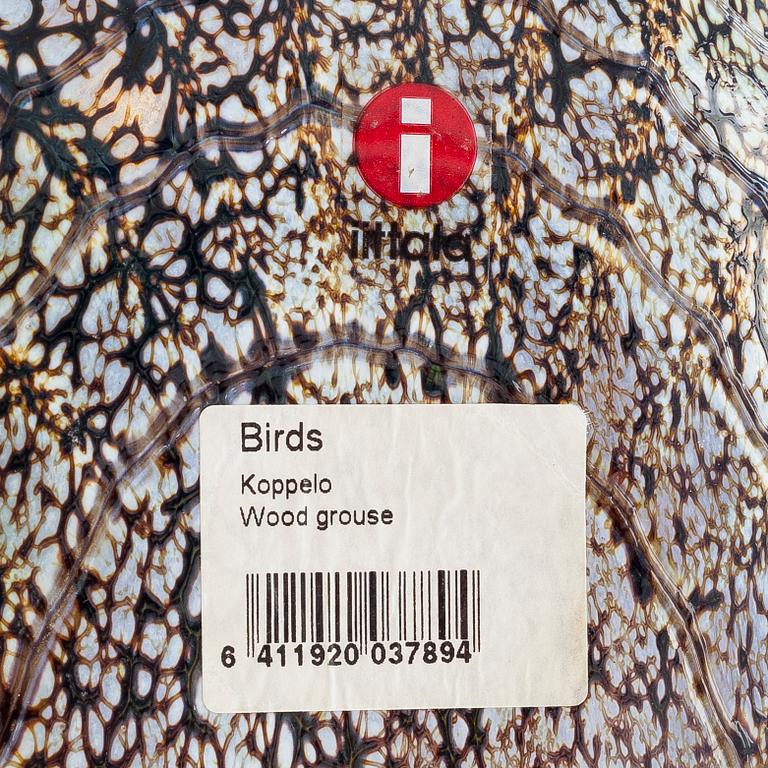 i
iittala
Birds
Koppelo
Wood grouse
6 411920 037894